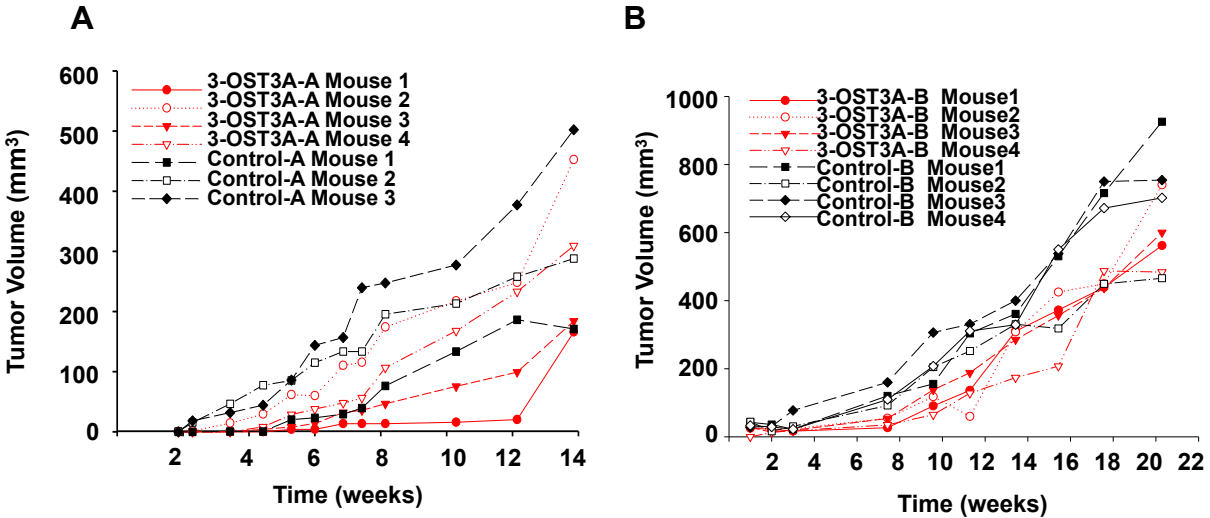 A
600
500
400
300
200
100
0
Tumor Volume (mm³)
3-OST3A-A Mouse 1
3-OST3A-A Mouse 2
3-OST3A-A Mouse 3
3-OST3A-A Mouse 4
Control-A Mouse 1
Control-A Mouse 2
Control-A Mouse 3
2 4 6 8 10 12 14
Time (weeks)
B
1000
800
600
400
200
0
Tumor Volume (mm³)
3-OST3A-B Mouse1
3-OST3A-B Mouse2
3-OST3A-B Mouse3
3-OST3A-B Mouse4
Control-B Mouse1
Control-B Mouse2
Control-B Mouse3
Control-B Mouse4
2 4 6 8 10 12 14 16 18 20 22
Time (weeks)